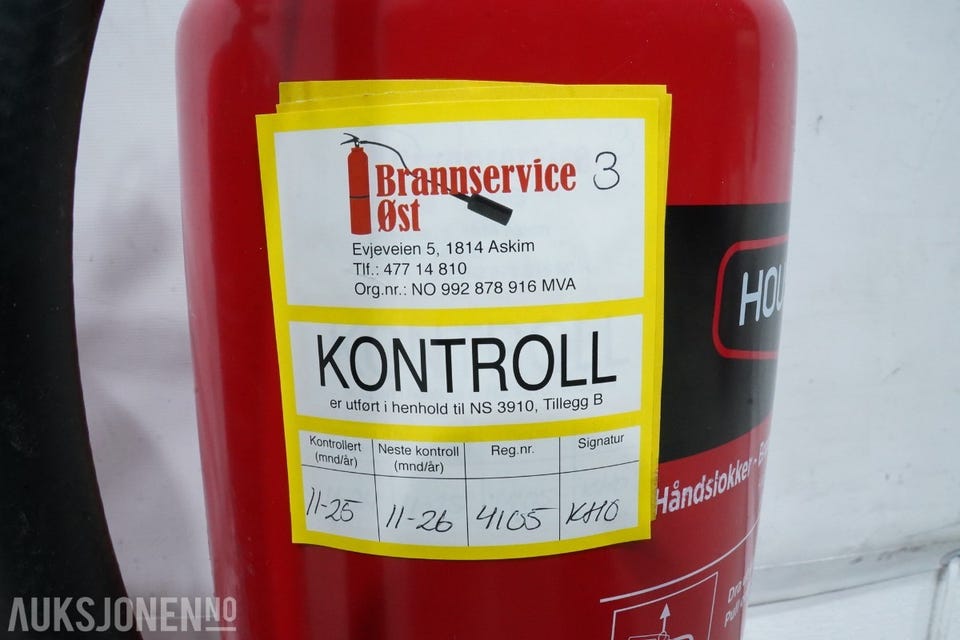 Brannservice 3
Øst
Evjeveien 5, 1814 Askim
Tlf.: 477 14 810
Org.nr.: NO 992 878 916 MVA
KONTROLL
er utført i henhold til NS 3910, Tillegg B
Kontrollert (mnd/år) Neste kontroll (mnd/år) Reg.nr. Signatur
11-25 11-26 4105 KHO
HOU
Håndslokker - B
Dra
Pull
AUKSJONEN.NO